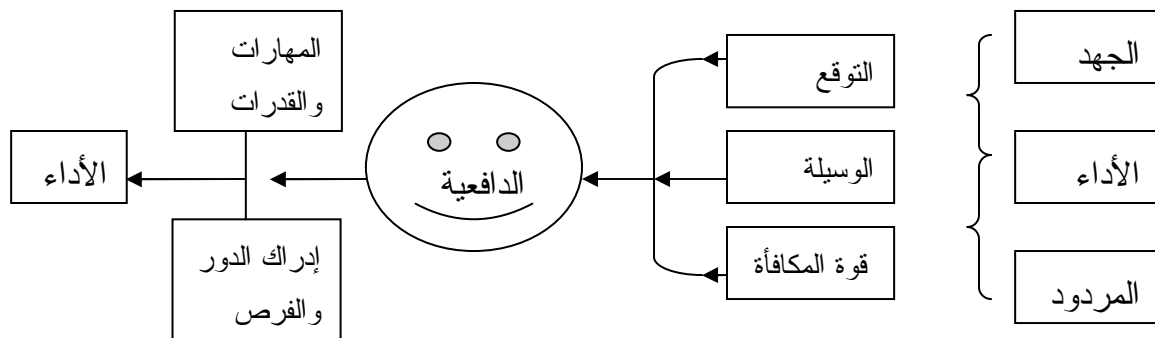 الجهد
الأداء
المردود
التوقع
الوسيلة
قوة المكافأة
الدافعية
المهارات
والقدرات
إدراك الدور
والفرص
الأداء